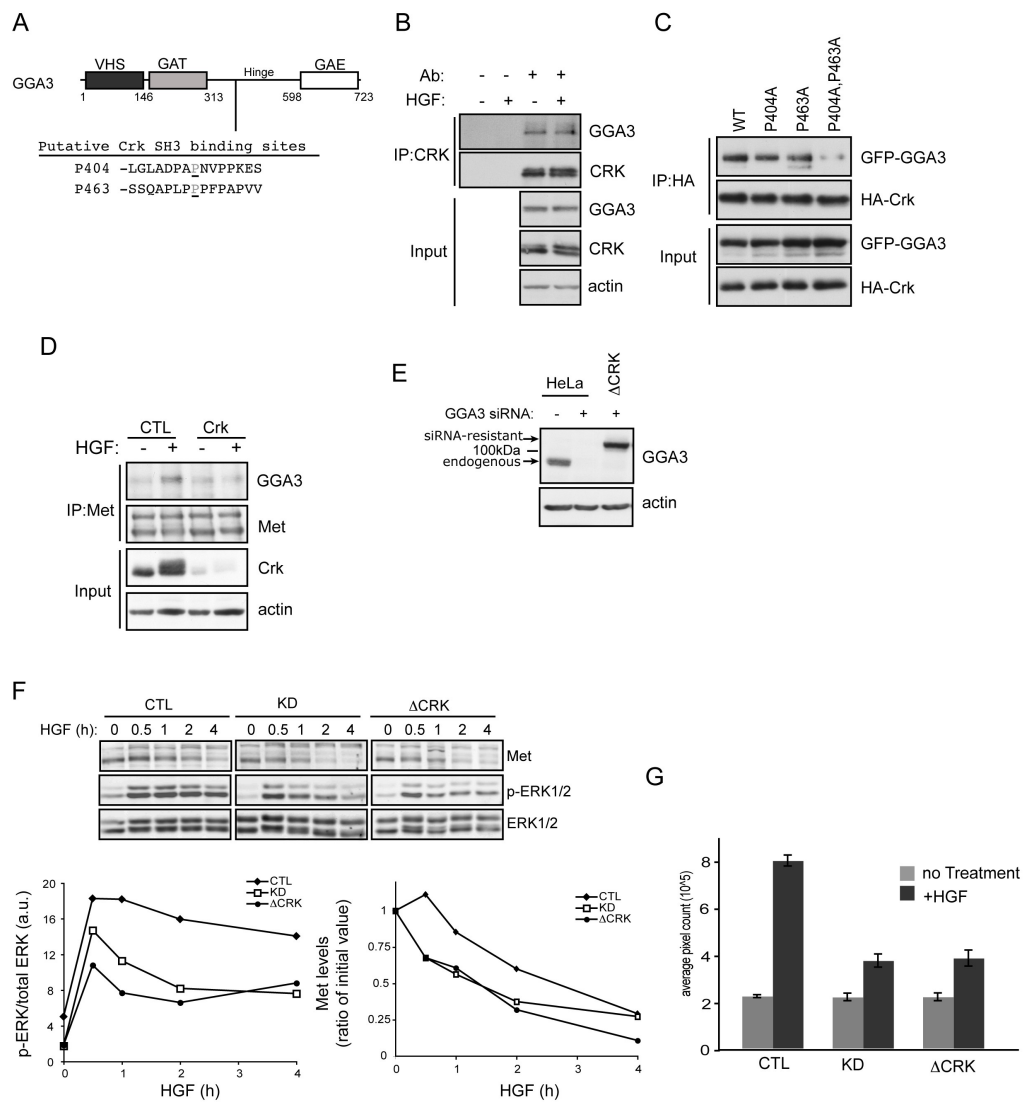 A
VHS GAT Hinge GAE
GGA3
1 146 313 598 723
Putative Crk SH3 binding sites
P404 -LGLADPAPNVPPKES
P463 -SSQAPLPPPFPAPVV
B
Ab: - - + +
HGF: - + - +
IP:CRK
GGA3
CRK
Input
GGA3
CRK
actin
C
WT P404A P463A P404A,P463A
IP:HA
GFP-GGA3
HA-Crk
Input
GFP-GGA3
HA-Crk
D
CTL Crk
HGF: - + - +
IP:Met
GGA3
Met
Input
Crk
actin
E
HeLa ΔCRK
GGA3 siRNA: - + +
siRNA-resistant
100kDa
endogenous
GGA3
actin
F
CTL KD ΔCRK
HGF (h): 0 0.5 1 2 4 0 0.5 1 2 4 0 0.5 1 2 4
Met
p-ERK1/2
ERK1/2
p-ERK/total ERK (a.u.)
20
16
12
8
4
0
0 1 2 3 4
HGF (h)
CTL
KD
ΔCRK
Met levels
(ratio of initial value)
1
0.75
0.5
0.25
0
0 1 2 3 4
HGF (h)
CTL
KD
ΔCRK
G
average pixel count (10^5)
8
6
4
2
0
no Treatment
+HGF
CTL KD ΔCRK